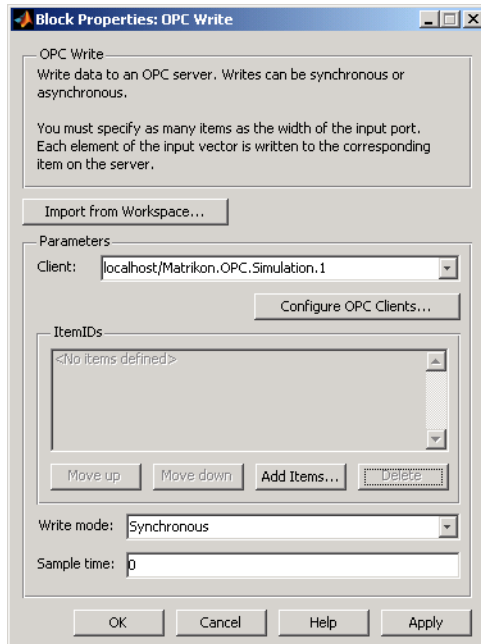 Block Properties: OPC Write
OPC Write
Write data to an OPC server. Writes can be synchronous or
asynchronous.
You must specify as many items as the width of the input port.
Each element of the input vector is written to the corresponding
item on the server.
Import from Workspace...
Parameters
Client: localhost/Matrikon.OPC.Simulation.1
Configure OPC Clients...
ItemIDs
<No items defined>
Move up Move down Add Items... Delete
Write mode: Synchronous
Sample time: 0
OK Cancel Help Apply